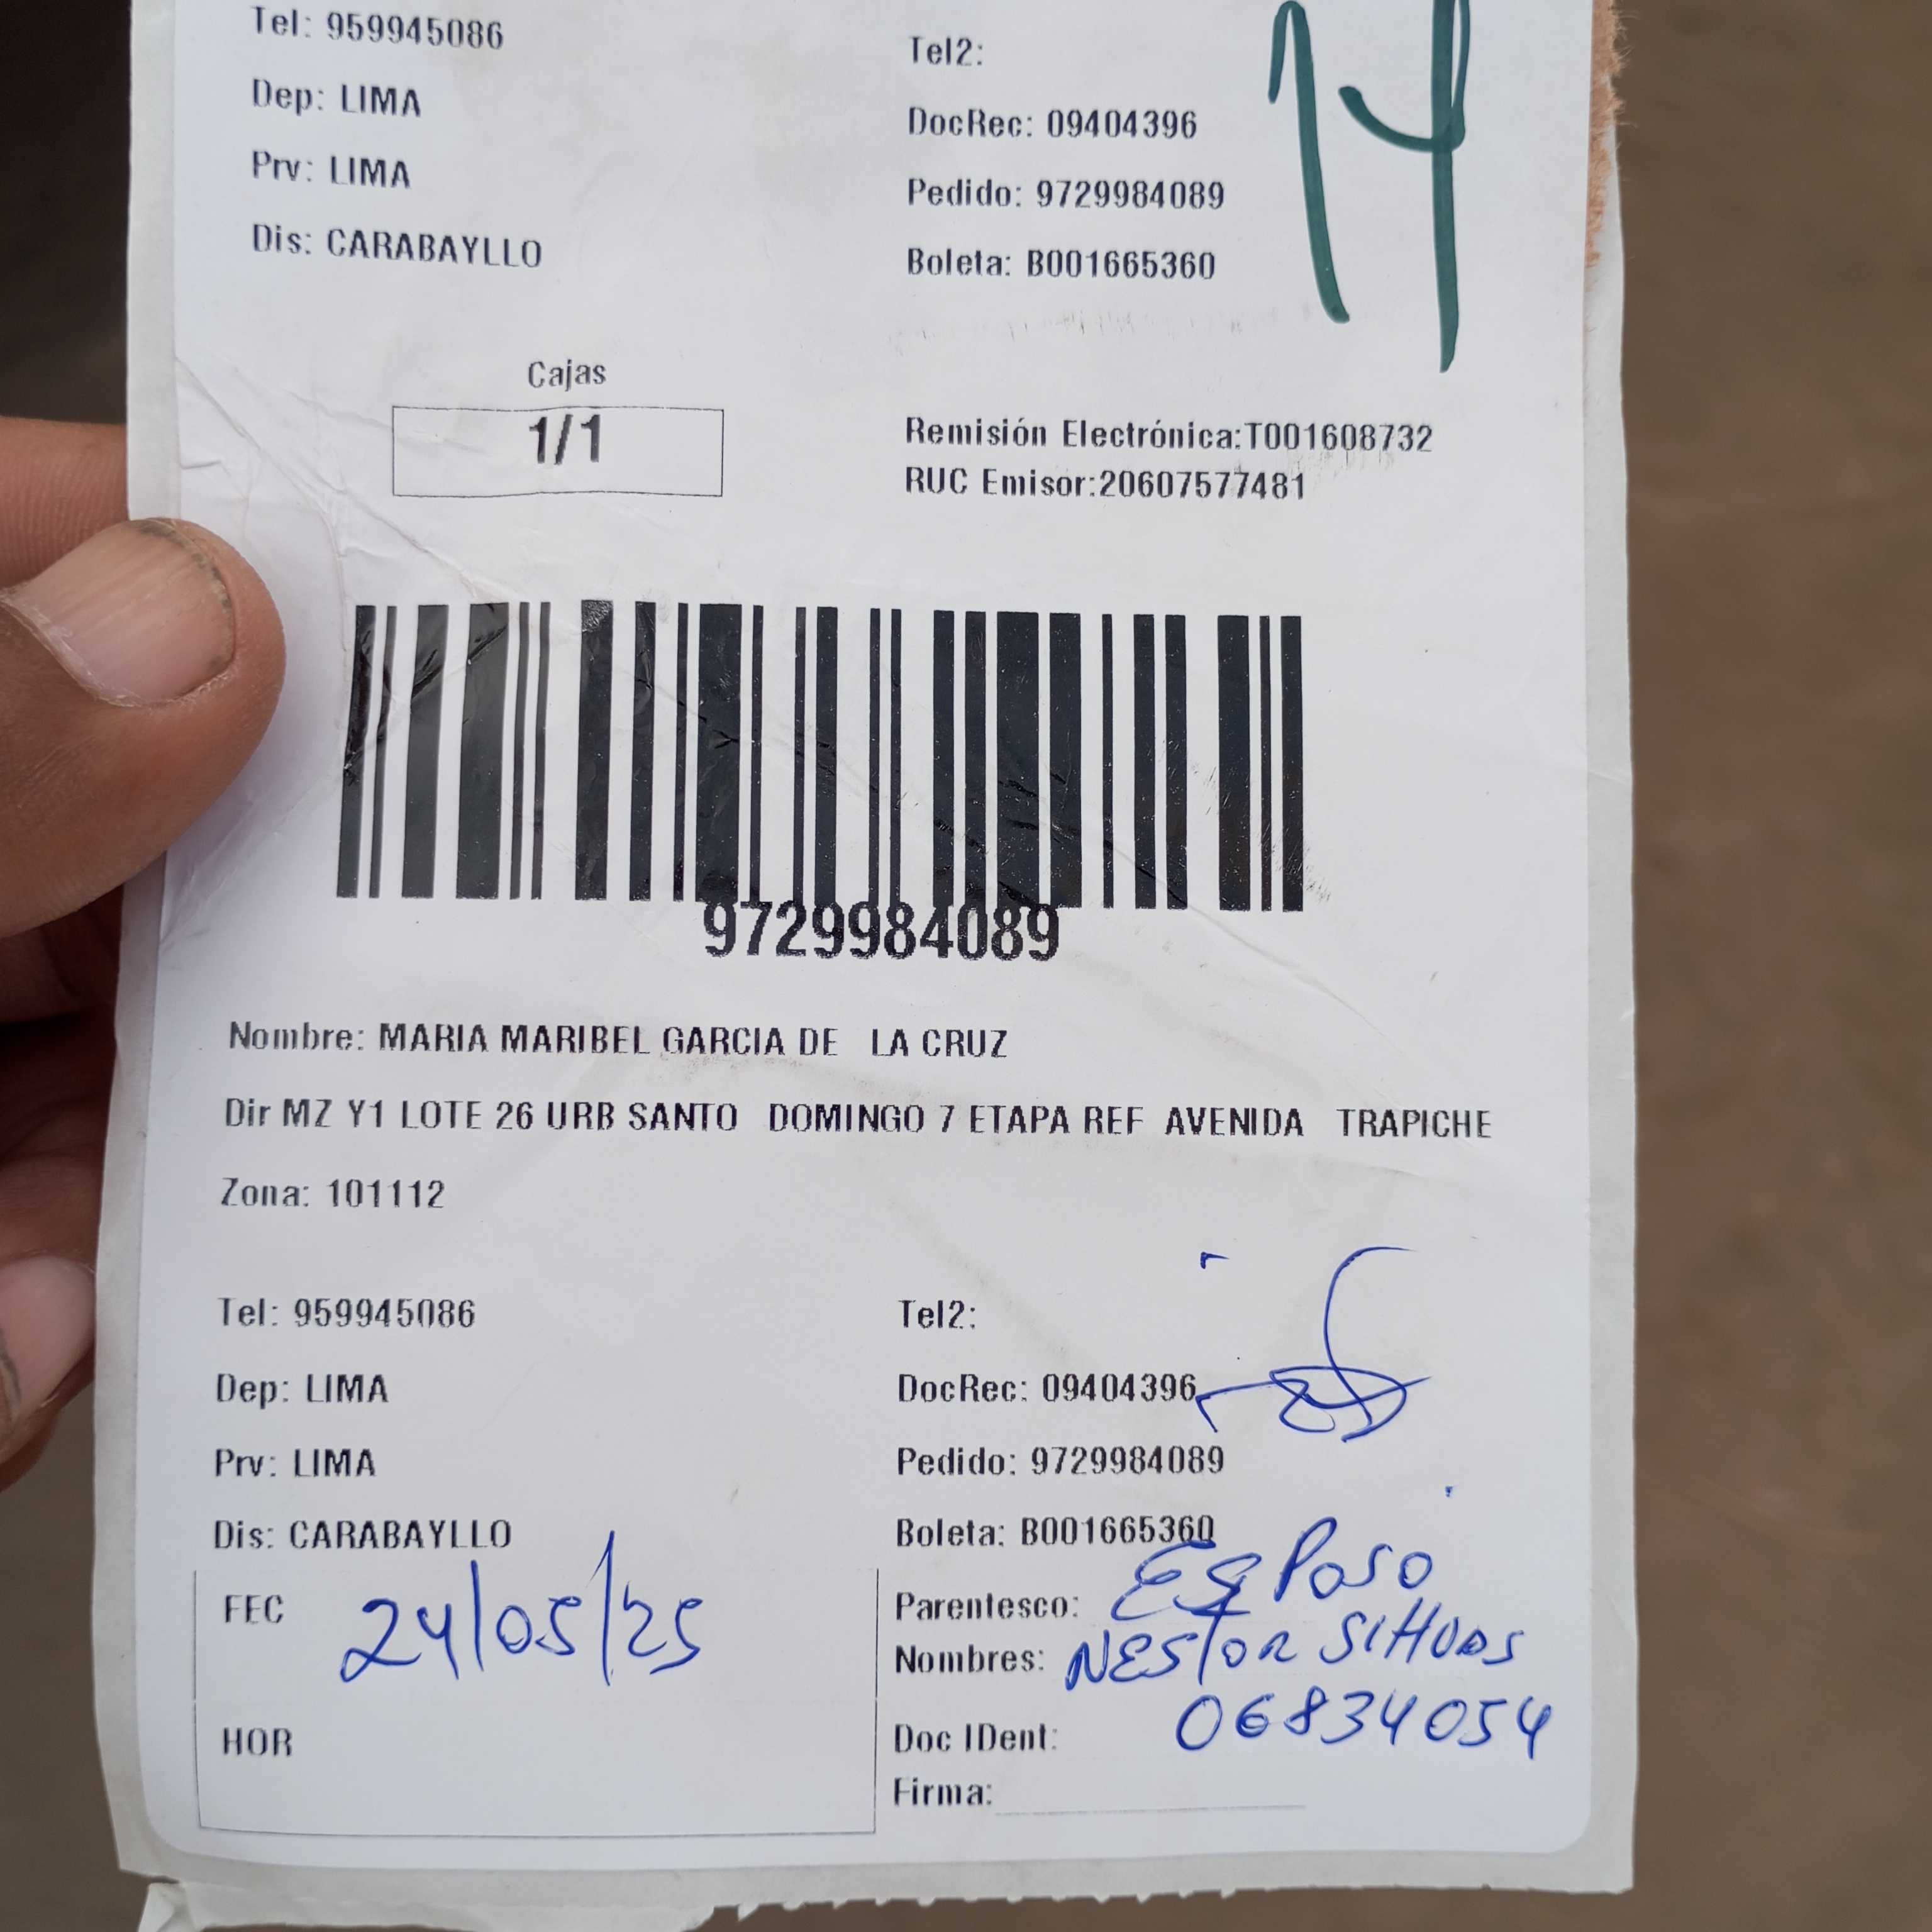 Tel: 959945086
Tel2:
Dep: LIMA
DocRec: 09404396
Prv: LIMA
Pedido: 9729984089
Dis: CARABAYLLO
Boleta: B001665360
14
Cajas
1/1
Remisión Electrónica:T001608732
RUC Emisor:20607577481
9729984089
Nombre: MARIA MARIBEL GARCIA DE LA CRUZ
Dir MZ Y1 LOTE 26 URB SANTO DOMINGO 7 ETAPA REF AVENIDA TRAPICHE
Zona: 101112
Tel: 959945086
Tel2:
Dep: LIMA
DocRec: 09404396
Prv: LIMA
Pedido: 9729984089
Dis: CARABAYLLO
Boleta: B001665360
FEC 24/05/25
Parentesco: ESPOSO
Nombres: NESTOR
HOR
Doc IDent: 06834054
Firma: